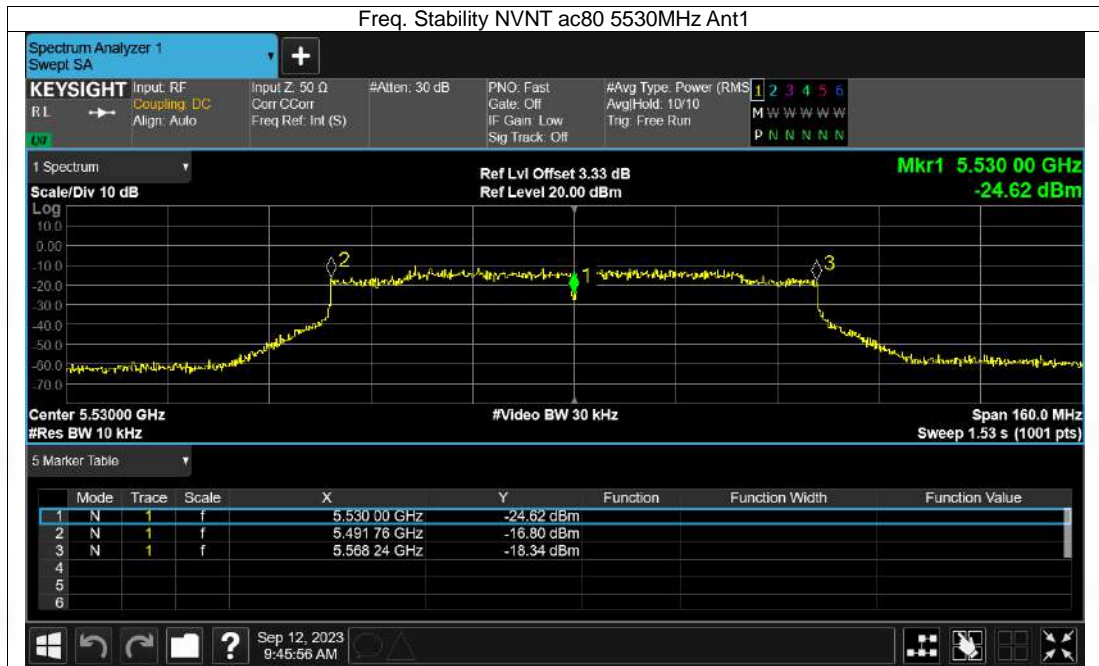 Freq. Stability NVNT ac80 5530MHz Ant1
Spectrum Analyzer 1
Swept SA
+
KEYSIGHT
RL
LXI
Input: RF
Coupling: DC
Align: Auto
Input Z: 50 Ω
Corr CCorr
Freq Ref: Int (S)
#Atten: 30 dB
PNO: Fast
Gate: Off
IF Gain: Low
Sig Track: Off
#Avg Type: Power (RMS
Avg|Hold: 10/10
Trig: Free Run
1 2 3 4 5 6
M W W W W W
P N N N N N
1 Spectrum
Scale/Div 10 dB
Ref Lvl Offset 3.33 dB
Ref Level 20.00 dBm
Mkr1 5.530 00 GHz
-24.62 dBm
Log
10.0
0.00
-10.0
-20.0
-30.0
-40.0
-50.0
-60.0
-70.0
2
1
3
Center 5.53000 GHz
#Video BW 30 kHz
Span 160.0 MHz
#Res BW 10 kHz
Sweep 1.53 s (1001 pts)
5 Marker Table
Mode Trace Scale X Y Function Function Width Function Value
1 N 1 f 5.530 00 GHz -24.62 dBm
2 N 1 f 5.491 76 GHz -16.80 dBm
3 N 1 f 5.568 24 GHz -18.34 dBm
4
5
6
?
Sep 12, 2023
9:45:56 AM